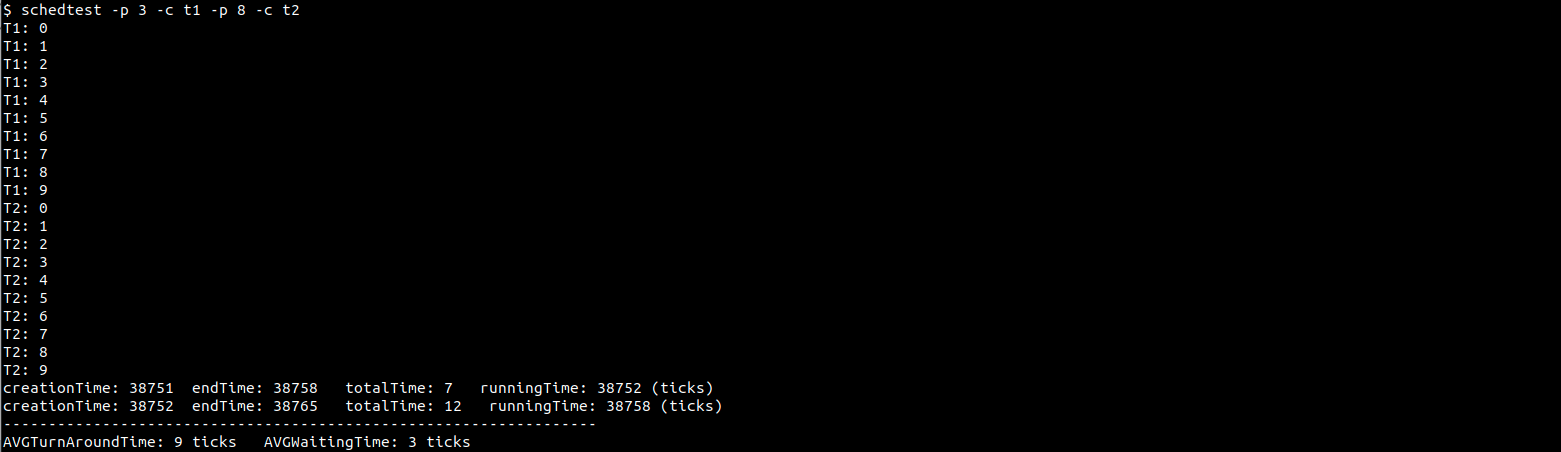 $ schedtest -p 3 -c t1 -p 8 -c t2
T1: 0
T1: 1
T1: 2
T1: 3
T1: 4
T1: 5
T1: 6
T1: 7
T1: 8
T1: 9
T2: 0
T2: 1
T2: 2
T2: 3
T2: 4
T2: 5
T2: 6
T2: 7
T2: 8
T2: 9
creationTime: 38751  endTime: 38758   totalTime: 7   runningTime: 38752 (ticks)
creationTime: 38752  endTime: 38765   totalTime: 12   runningTime: 38758 (ticks)
------------------------------------------------------------------
AVGTurnAroundTime: 9 ticks   AVGWaitingTime: 3 ticks